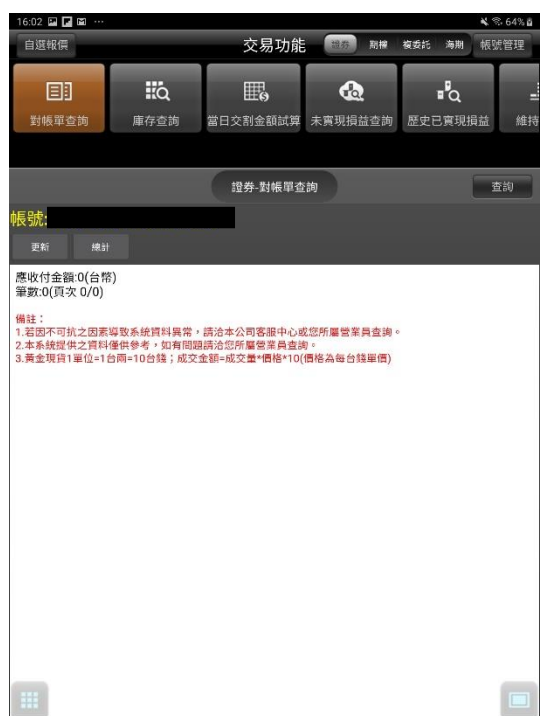 16:02 64%
自選報價 交易功能 證券 期權 複委託 海期 帳號管理
對帳單查詢 庫存查詢 當日交割金額試算 未實現損益查詢 歷史已實現損益 維持
證券-對帳單查詢 查詢
帳號:
更新 總計
應收付金額:0(台幣)
筆數:0(頁次 0/0)
備註：
1.若因不可抗之因素導致系統資料異常，請洽本公司客服中心或您所屬營業員查詢。
2.本系統提供之資料僅供參考，如有問題請洽您所屬營業員查詢。
3.黃金現貨1單位=1台兩=10台錢；成交金額=成交量*價格*10(價格為每台錢單價)